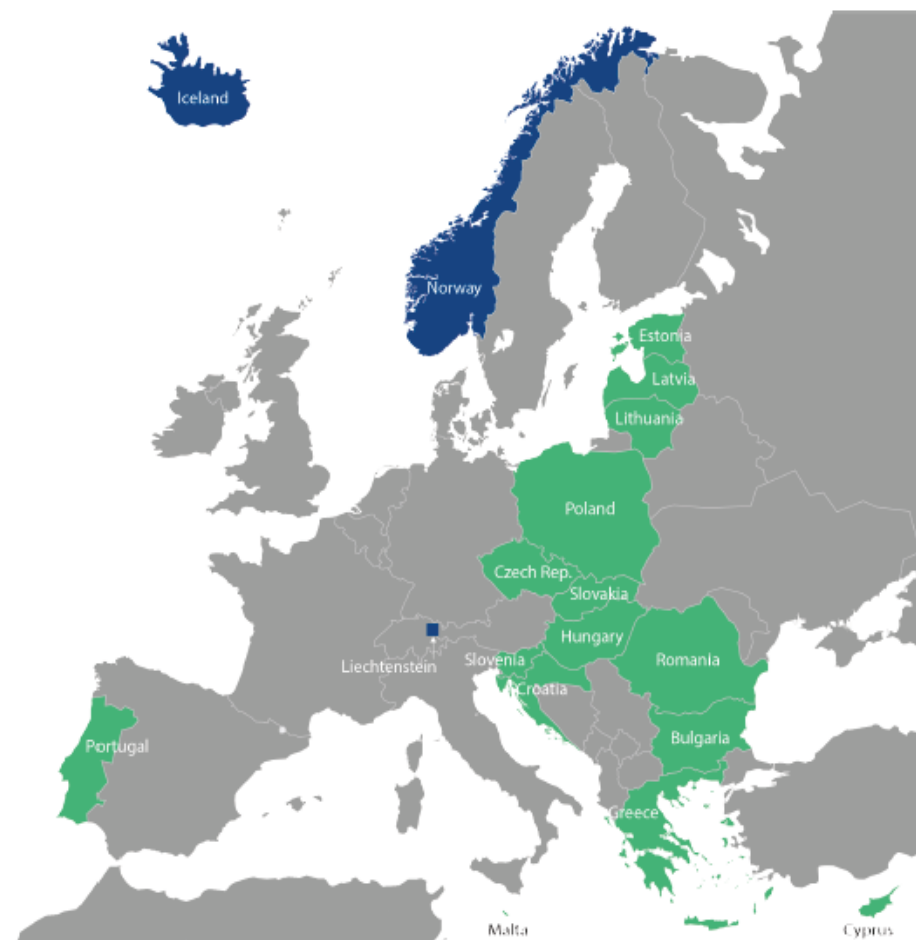 Iceland
Norway
Estonia
Latvia
Lithuania
Poland
Czech Rep.
Slovakia
Hungary
Slovenia
Romania
Liechtenstein
Croatia
Bulgaria
Portugal
Greece
Malta
Cyprus